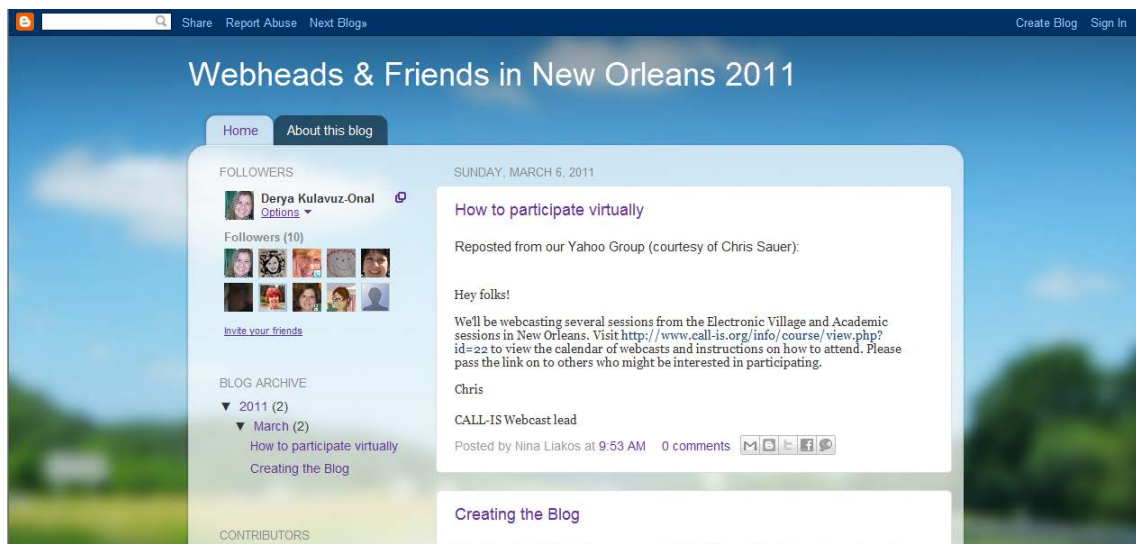 Share Report Abuse Next Blog» Create Blog Sign In
Webheads & Friends in New Orleans 2011
Home About this blog
FOLLOWERS
Derya Kulavuz-Onal
Options ▼
Followers (10)
Invite your friends
BLOG ARCHIVE
▼ 2011 (2)
▼ March (2)
How to participate virtually
Creating the Blog
CONTRIBUTORS
SUNDAY, MARCH 6, 2011
How to participate virtually
Reposted from our Yahoo Group (courtesy of Chris Sauer):
Hey folks!
We'll be webcasting several sessions from the Electronic Village and Academic
sessions in New Orleans. Visit http://www.call-is.org/info/course/view.php?
id=22 to view the calendar of webcasts and instructions on how to attend. Please
pass the link on to others who might be interested in participating.
Chris
CALL-IS Webcast lead
Posted by Nina Liakos at 9:53 AM 0 comments
Creating the Blog